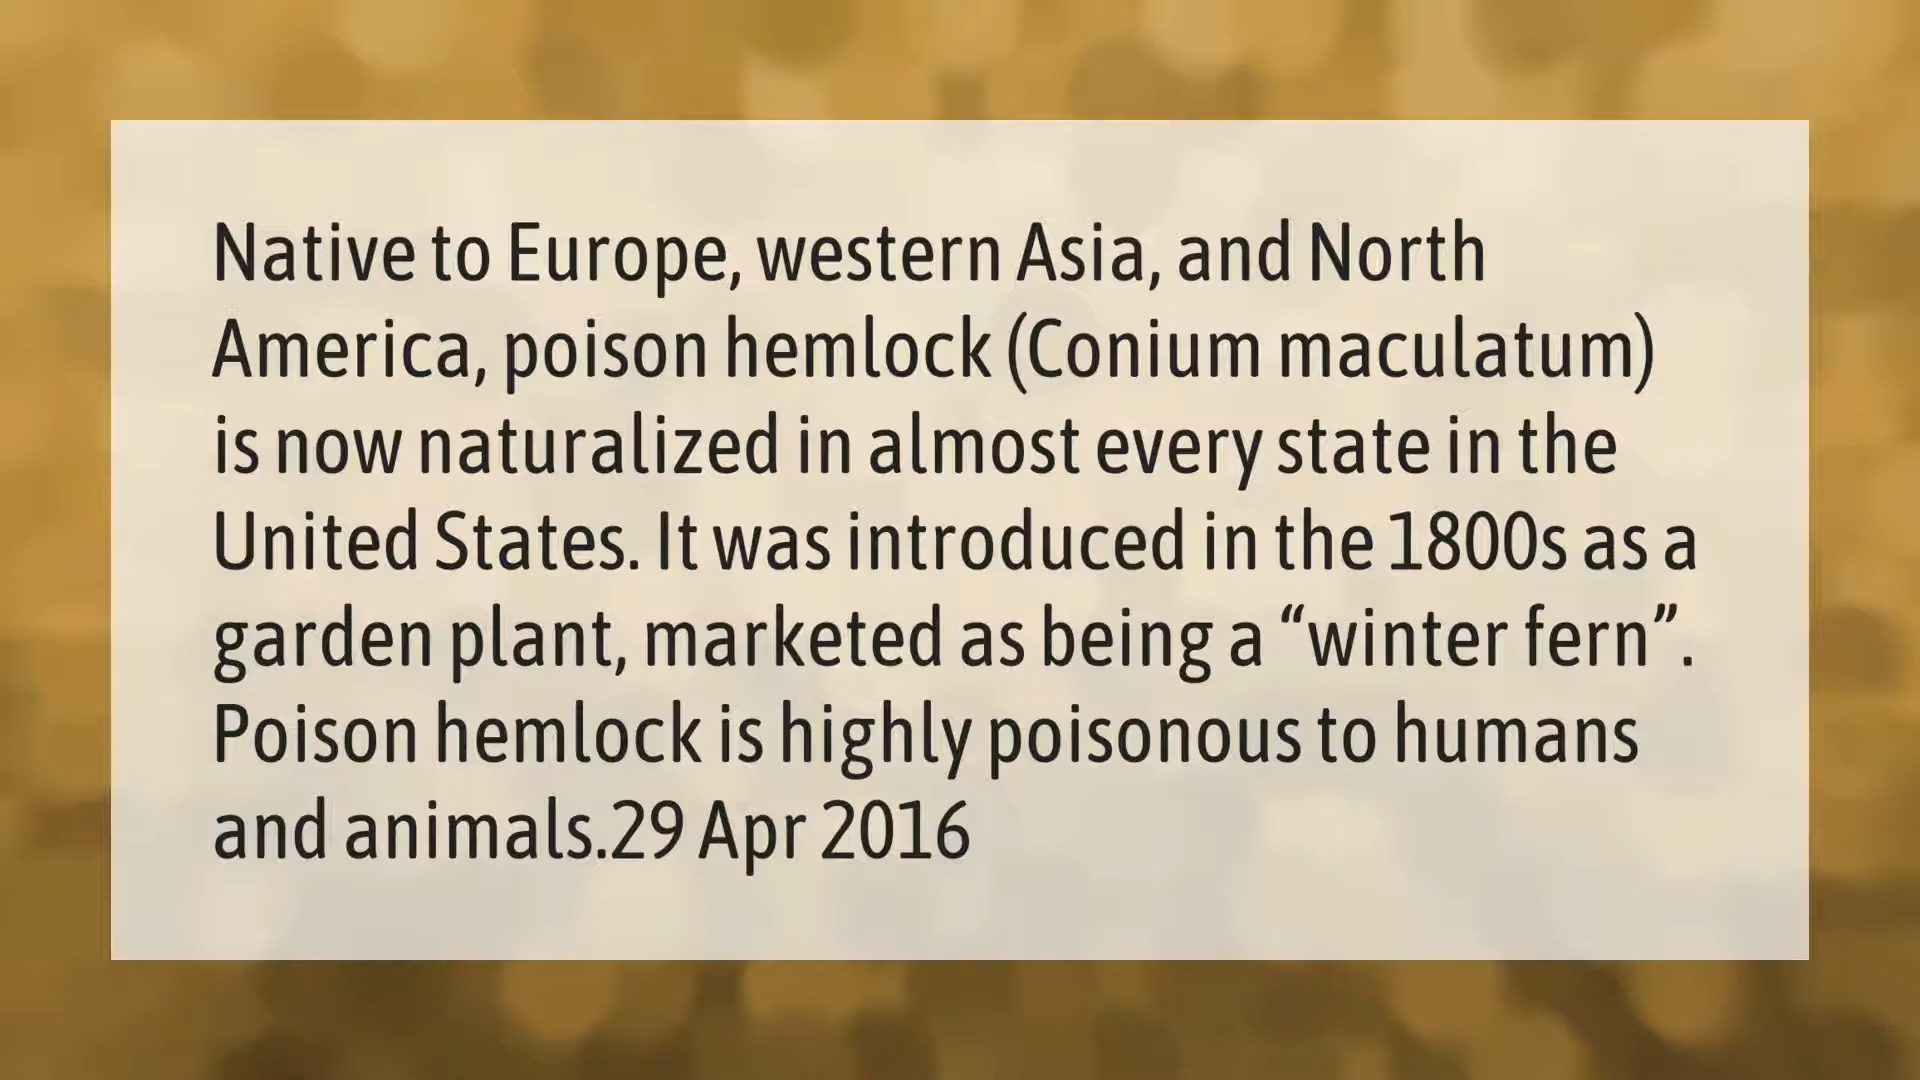 Native to Europe, western Asia, and North
America, poison hemlock (Conium maculatum)
is now naturalized in almost every state in the
United States. It was introduced in the 1800s as a
garden plant, marketed as being a “winter fern”.
Poison hemlock is highly poisonous to humans
and animals.29 Apr 2016